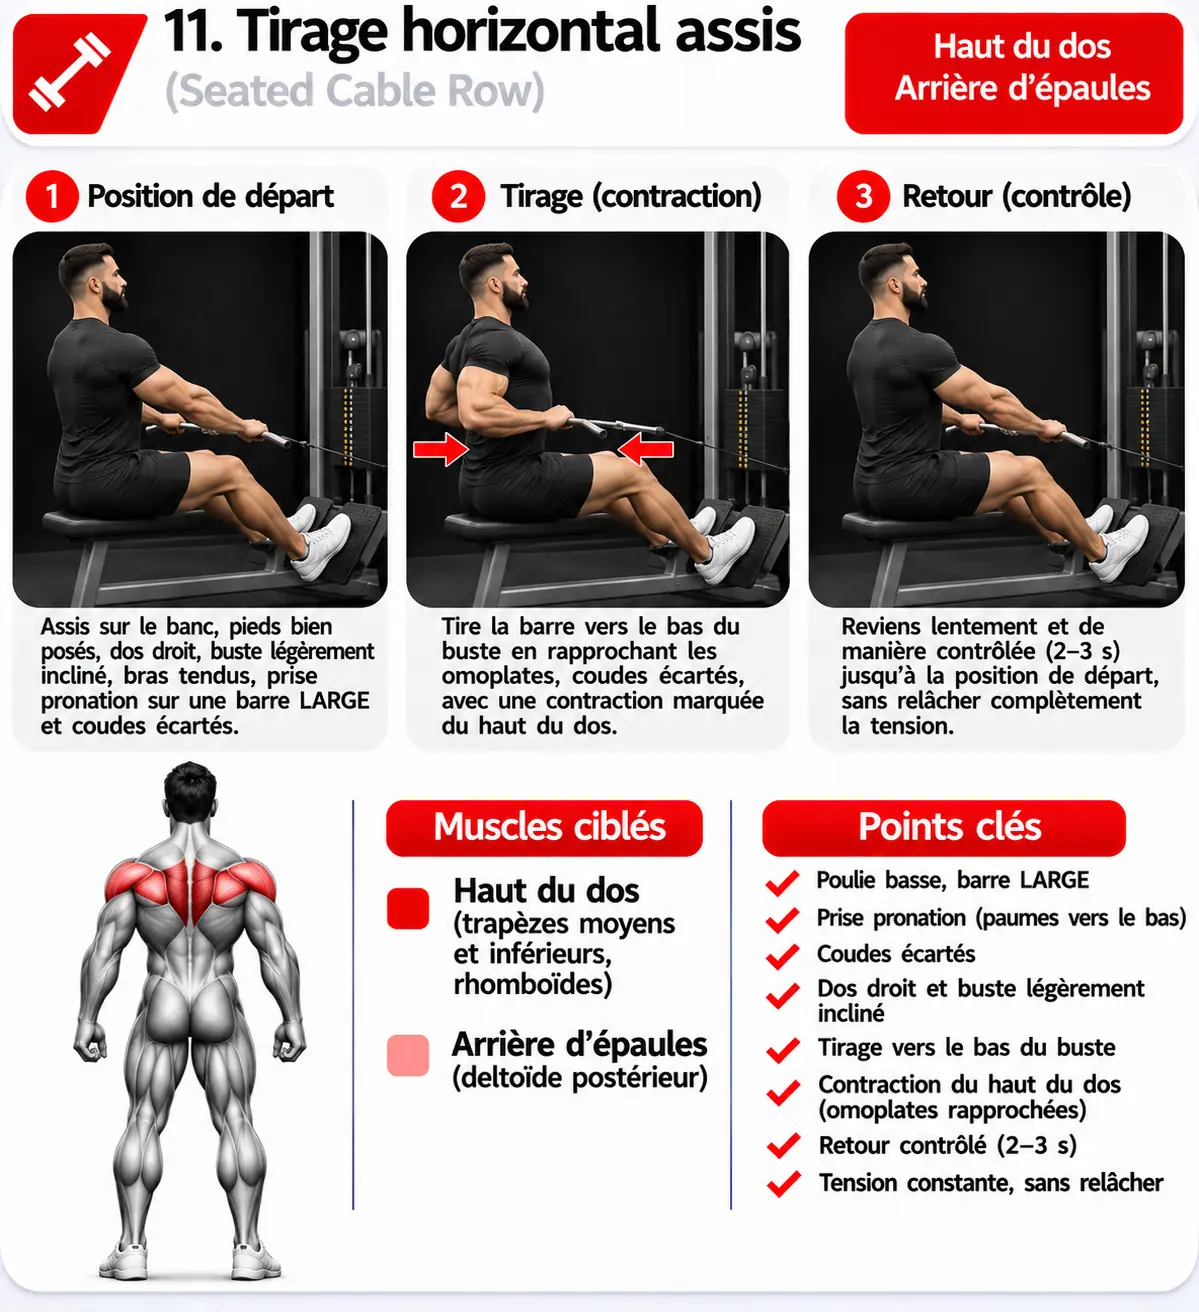 11. Tirage horizontal assis
(Seated Cable Row)
Haut du dos
Arrière d'épaules
1 Position de départ
Assis sur le banc, pieds bien
posés, dos droit, buste légèrement
incliné, bras tendus, prise
pronation sur une barre LARGE
et coudes écartés.
2 Tirage (contraction)
Tire la barre vers le bas du
buste en rapprochant les
omoplates, coudes écartés,
avec une contraction marquée
du haut du dos.
3 Retour (contrôle)
Reviens lentement et de
manière contrôlée (2–3 s)
jusqu'à la position de départ,
sans relâcher complètement
la tension.
Muscles ciblés
Haut du dos
(trapèzes moyens
et inférieurs,
rhomboïdes)
Arrière d'épaules
(deltoïde postérieur)
Points clés
Poulie basse, barre LARGE
Prise pronation (paumes vers le bas)
Coudes écartés
Dos droit et buste légèrement
incliné
Tirage vers le bas du buste
Contraction du haut du dos
(omoplates rapprochées)
Retour contrôlé (2–3 s)
Tension constante, sans relâcher